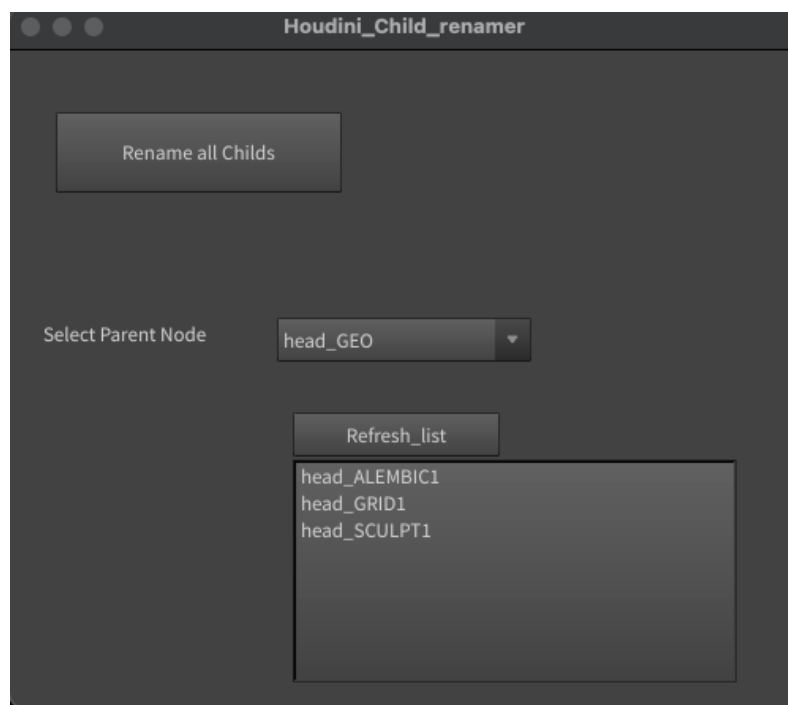 Houdini_Child_renamer
Rename all Childs
Select Parent Node
head_GEO
Refresh_list
head_ALEMBIC1
head_GRID1
head_SCULPT1